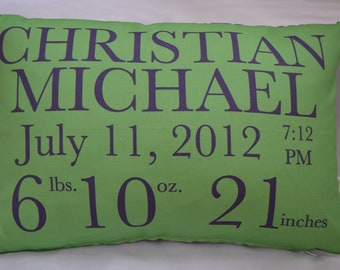 CHRISTIAN
MICHAEL
July 11, 2012 7:12 PM
6 lbs. 10 oz. 21 inches